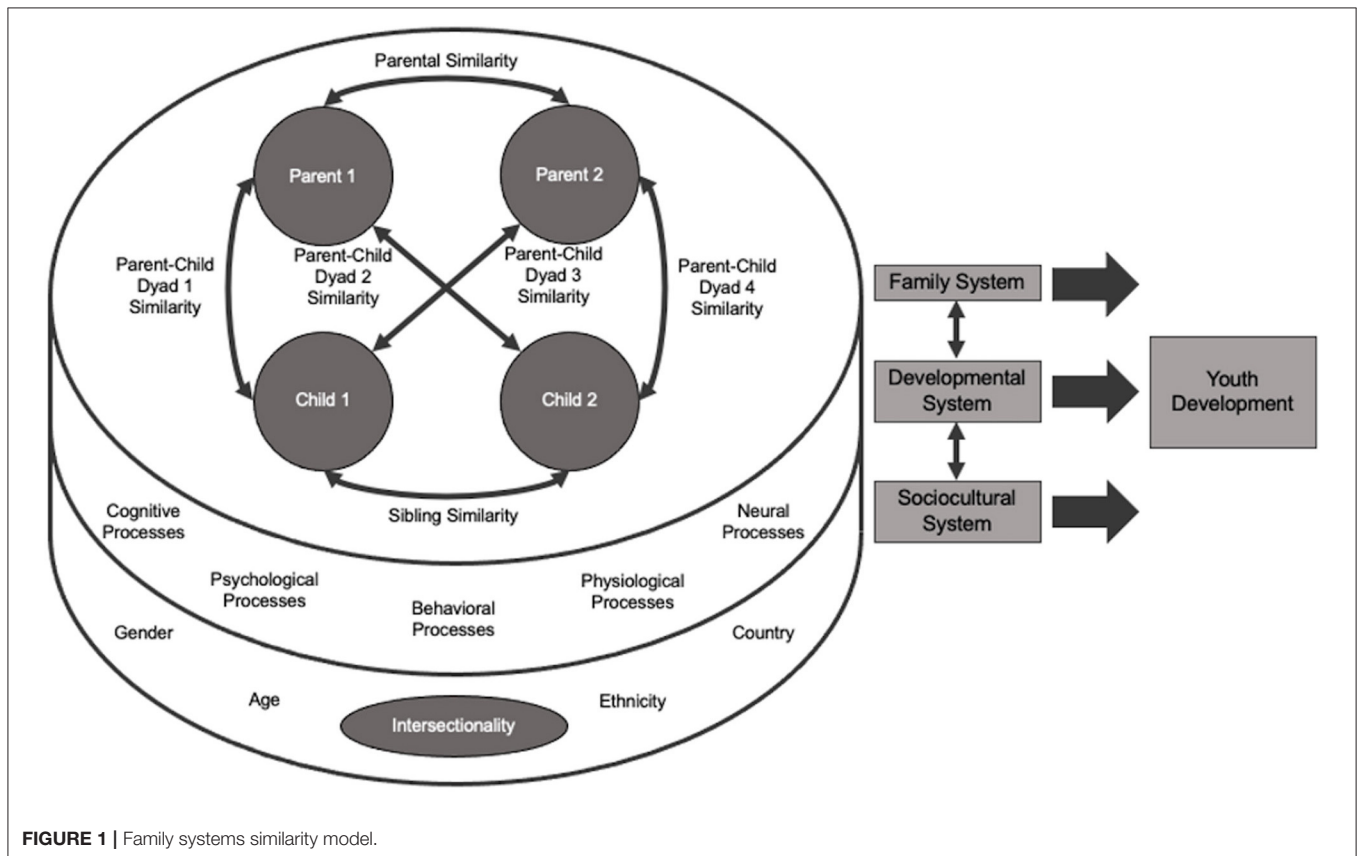 Parental Similarity
Parent 1
Parent 2
Parent-Child
Dyad 1
Similarity
Parent-Child
Dyad 2
Similarity
Parent-Child
Dyad 3
Similarity
Parent-Child
Dyad 4
Similarity
Child 1
Child 2
Sibling Similarity
Cognitive
Processes
Psychological
Processes
Behavioral
Processes
Physiological
Processes
Neural
Processes
Gender
Age
Intersectionality
Ethnicity
Country
Family System
Developmental
System
Sociocultural
System
Youth
Development
FIGURE 1 | Family systems similarity model.